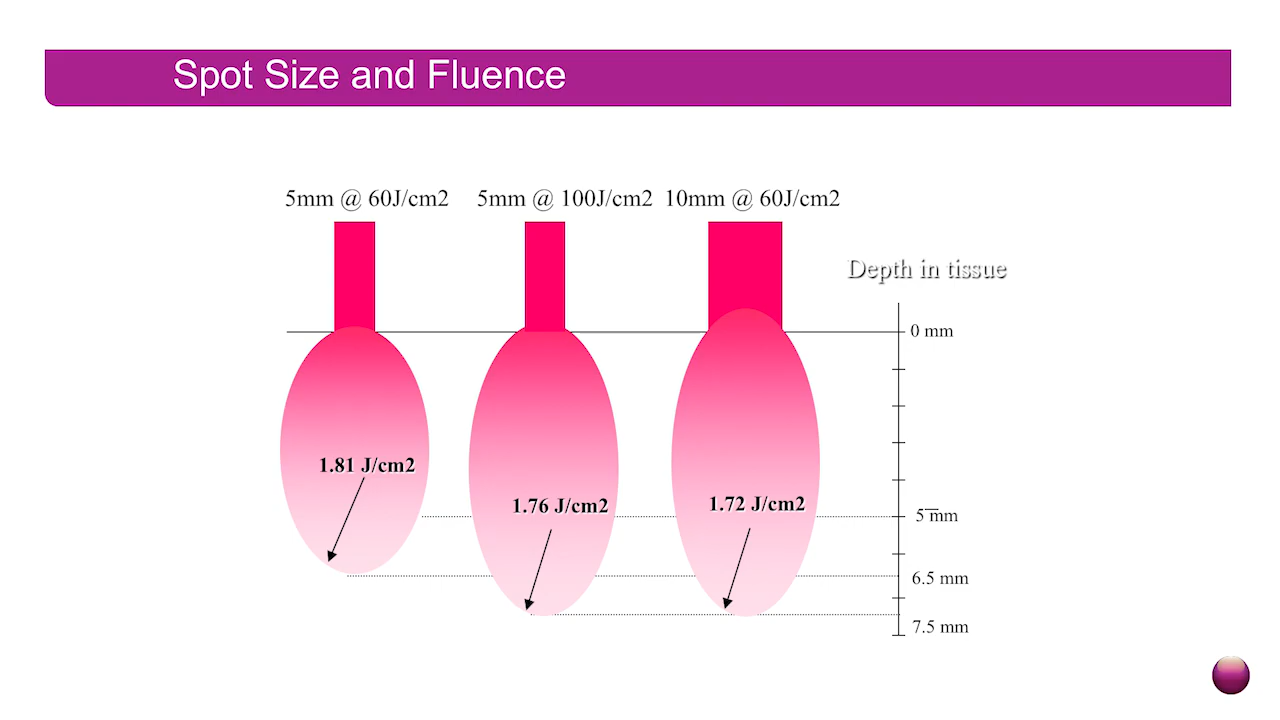 Spot Size and Fluence
5mm @ 60J/cm2 5mm @ 100J/cm2 10mm @ 60J/cm2
Depth in tissue
0 mm
1.81 J/cm2
1.76 J/cm2
1.72 J/cm2
5 mm
6.5 mm
7.5 mm